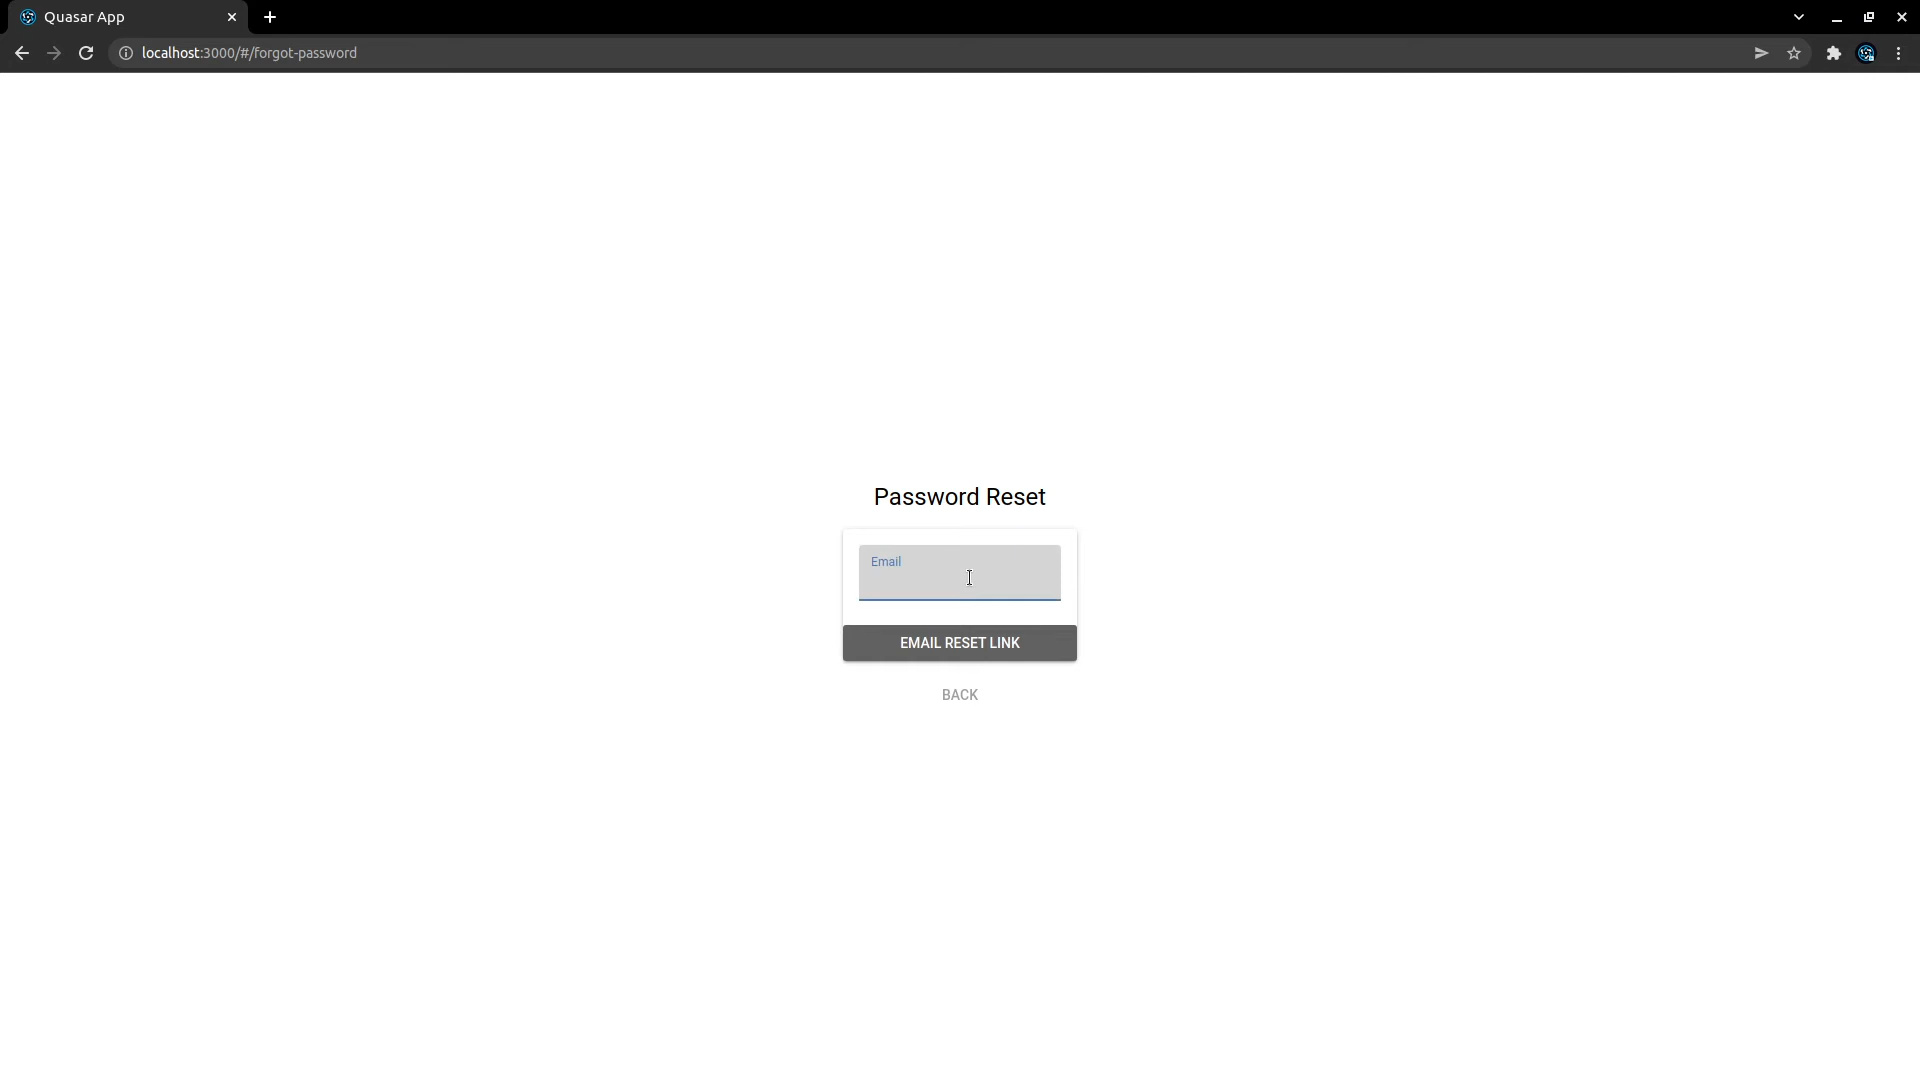 Quasar App
localhost:3000/#/forgot-password
Password Reset
Email
EMAIL RESET LINK
BACK